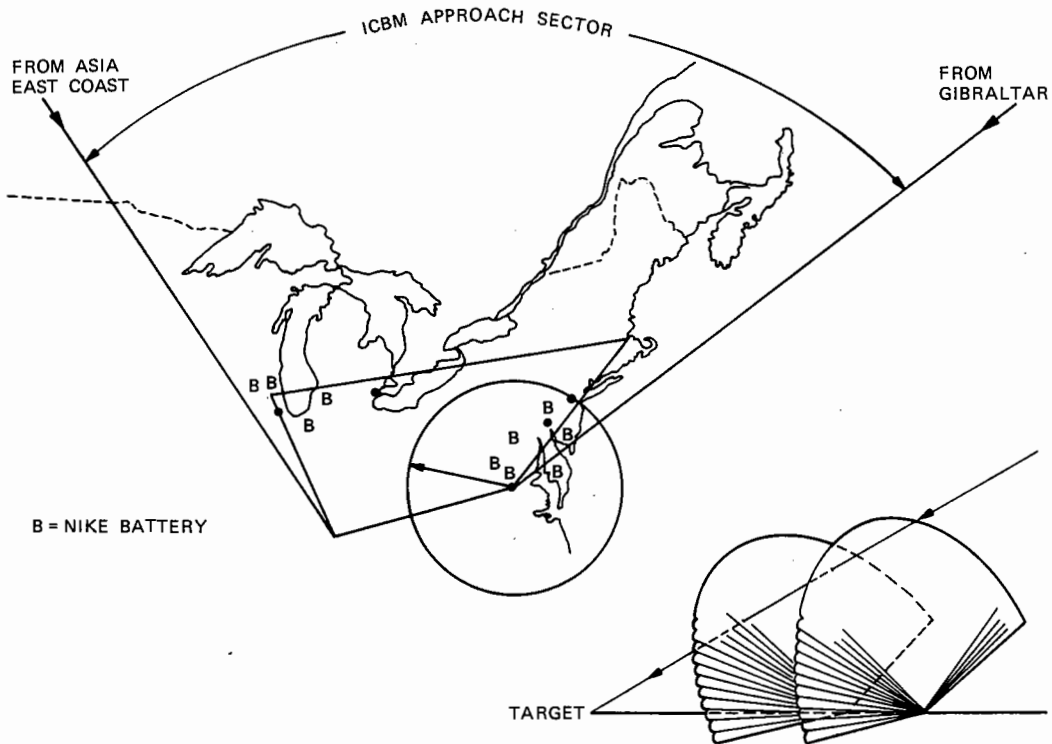 ICBM APPROACH SECTOR
FROM ASIA
EAST COAST
FROM
GIBRALTAR
B B
B
B
B
B
B
B
B
B
B = NIKE BATTERY
TARGET